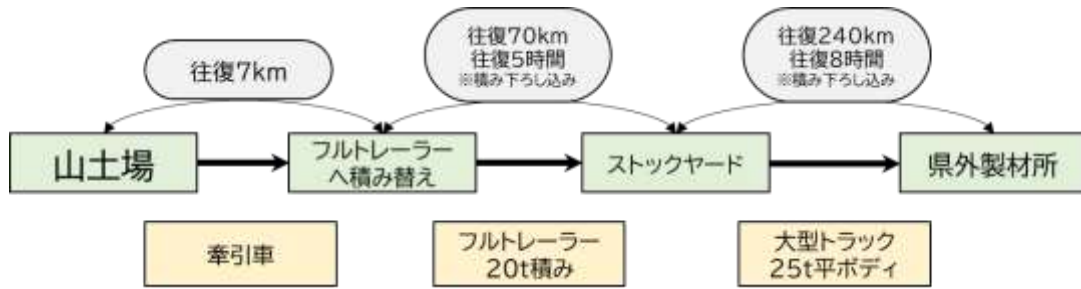 往復7km
往復70km
往復5時間
※積み下ろし込み
往復240km
往復8時間
※積み下ろし込み
山土場
フルトレーラー
へ積み替え
ストックヤード
県外製材所
牽引車
フルトレーラー
20t積み
大型トラック
25t平ボディ